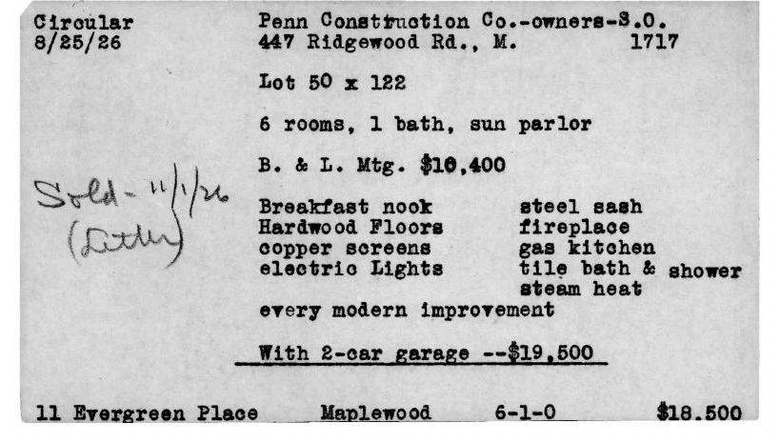 Circular Penn Construction Co.-owners-S.O.
8/25/26 447 Ridgewood Rd., M. 1717
Lot 50 x 122
6 rooms, 1 bath, sun parlor
B. & L. Mtg. $10,400
Sold - 11/1/26
(Letter)
Breakfast nook steel sash
Hardwood Floors fireplace
copper screens gas kitchen
electric Lights tile bath & shower
steam heat
every modern improvement
With 2-car garage --$19,500
11 Evergreen Place Maplewood 6-1-0 $18.500